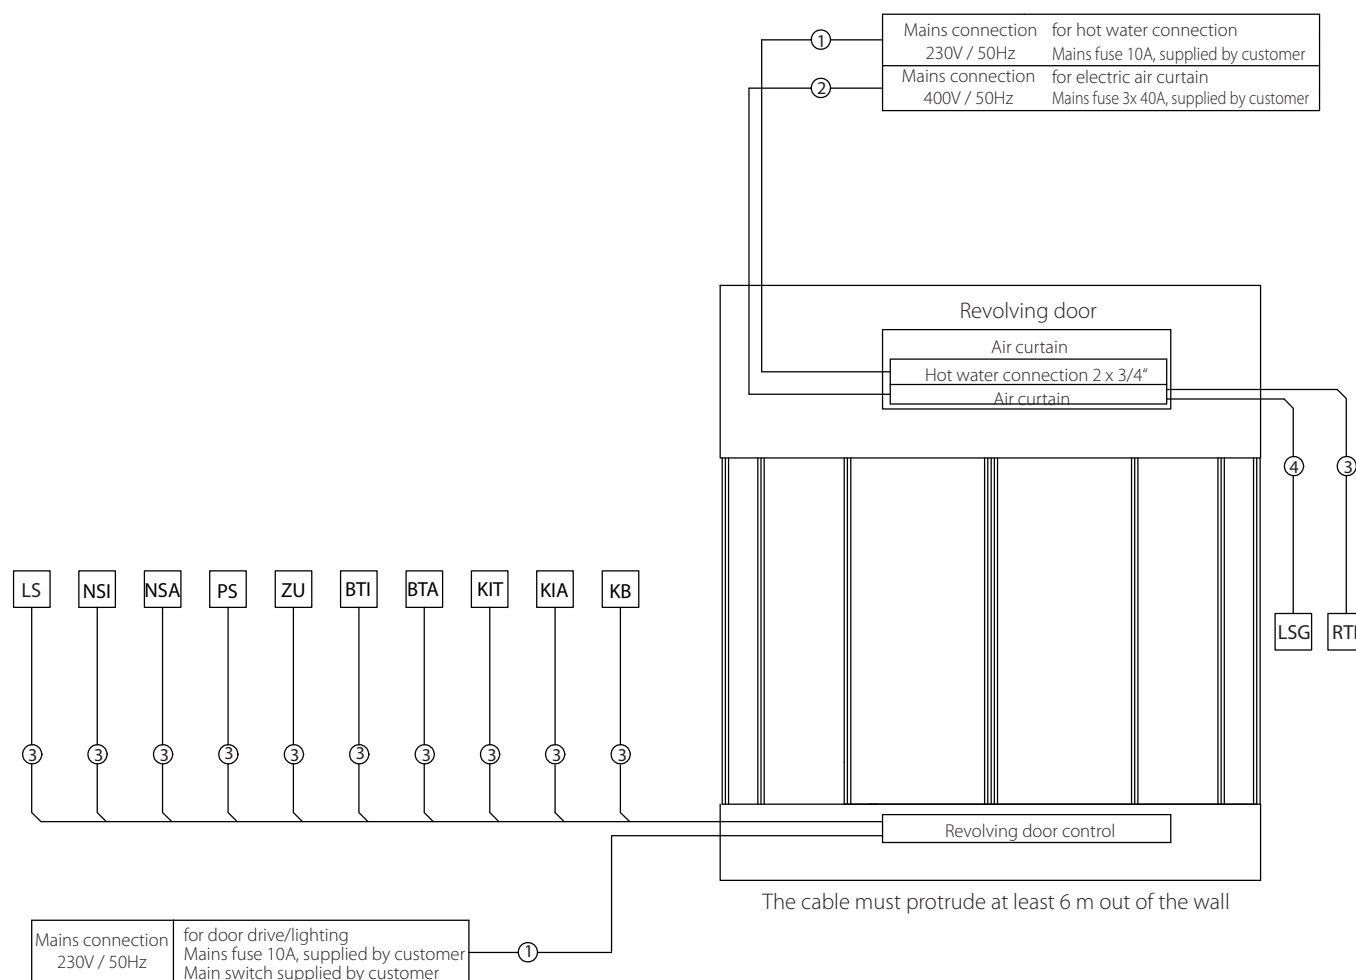 Mains connection for hot water connection
230V / 50Hz Mains fuse 10A, supplied by customer
Mains connection for electric air curtain
400V / 50Hz Mains fuse 3x 40A, supplied by customer
1
2
Revolving door
Air curtain
Hot water connection 2 x 3/4“
Air curtain
4
3
LS NSI NSA PS ZU BTI BTA KIT KIA KB
LSG
3 3 3 3 3 3 3 3 3 3
Revolving door control
The cable must protrude at least 6 m out of the wall
Mains connection
230V / 50Hz
for door drive/lighting
Mains fuse 10A, supplied by customer
Main switch supplied by customer
1